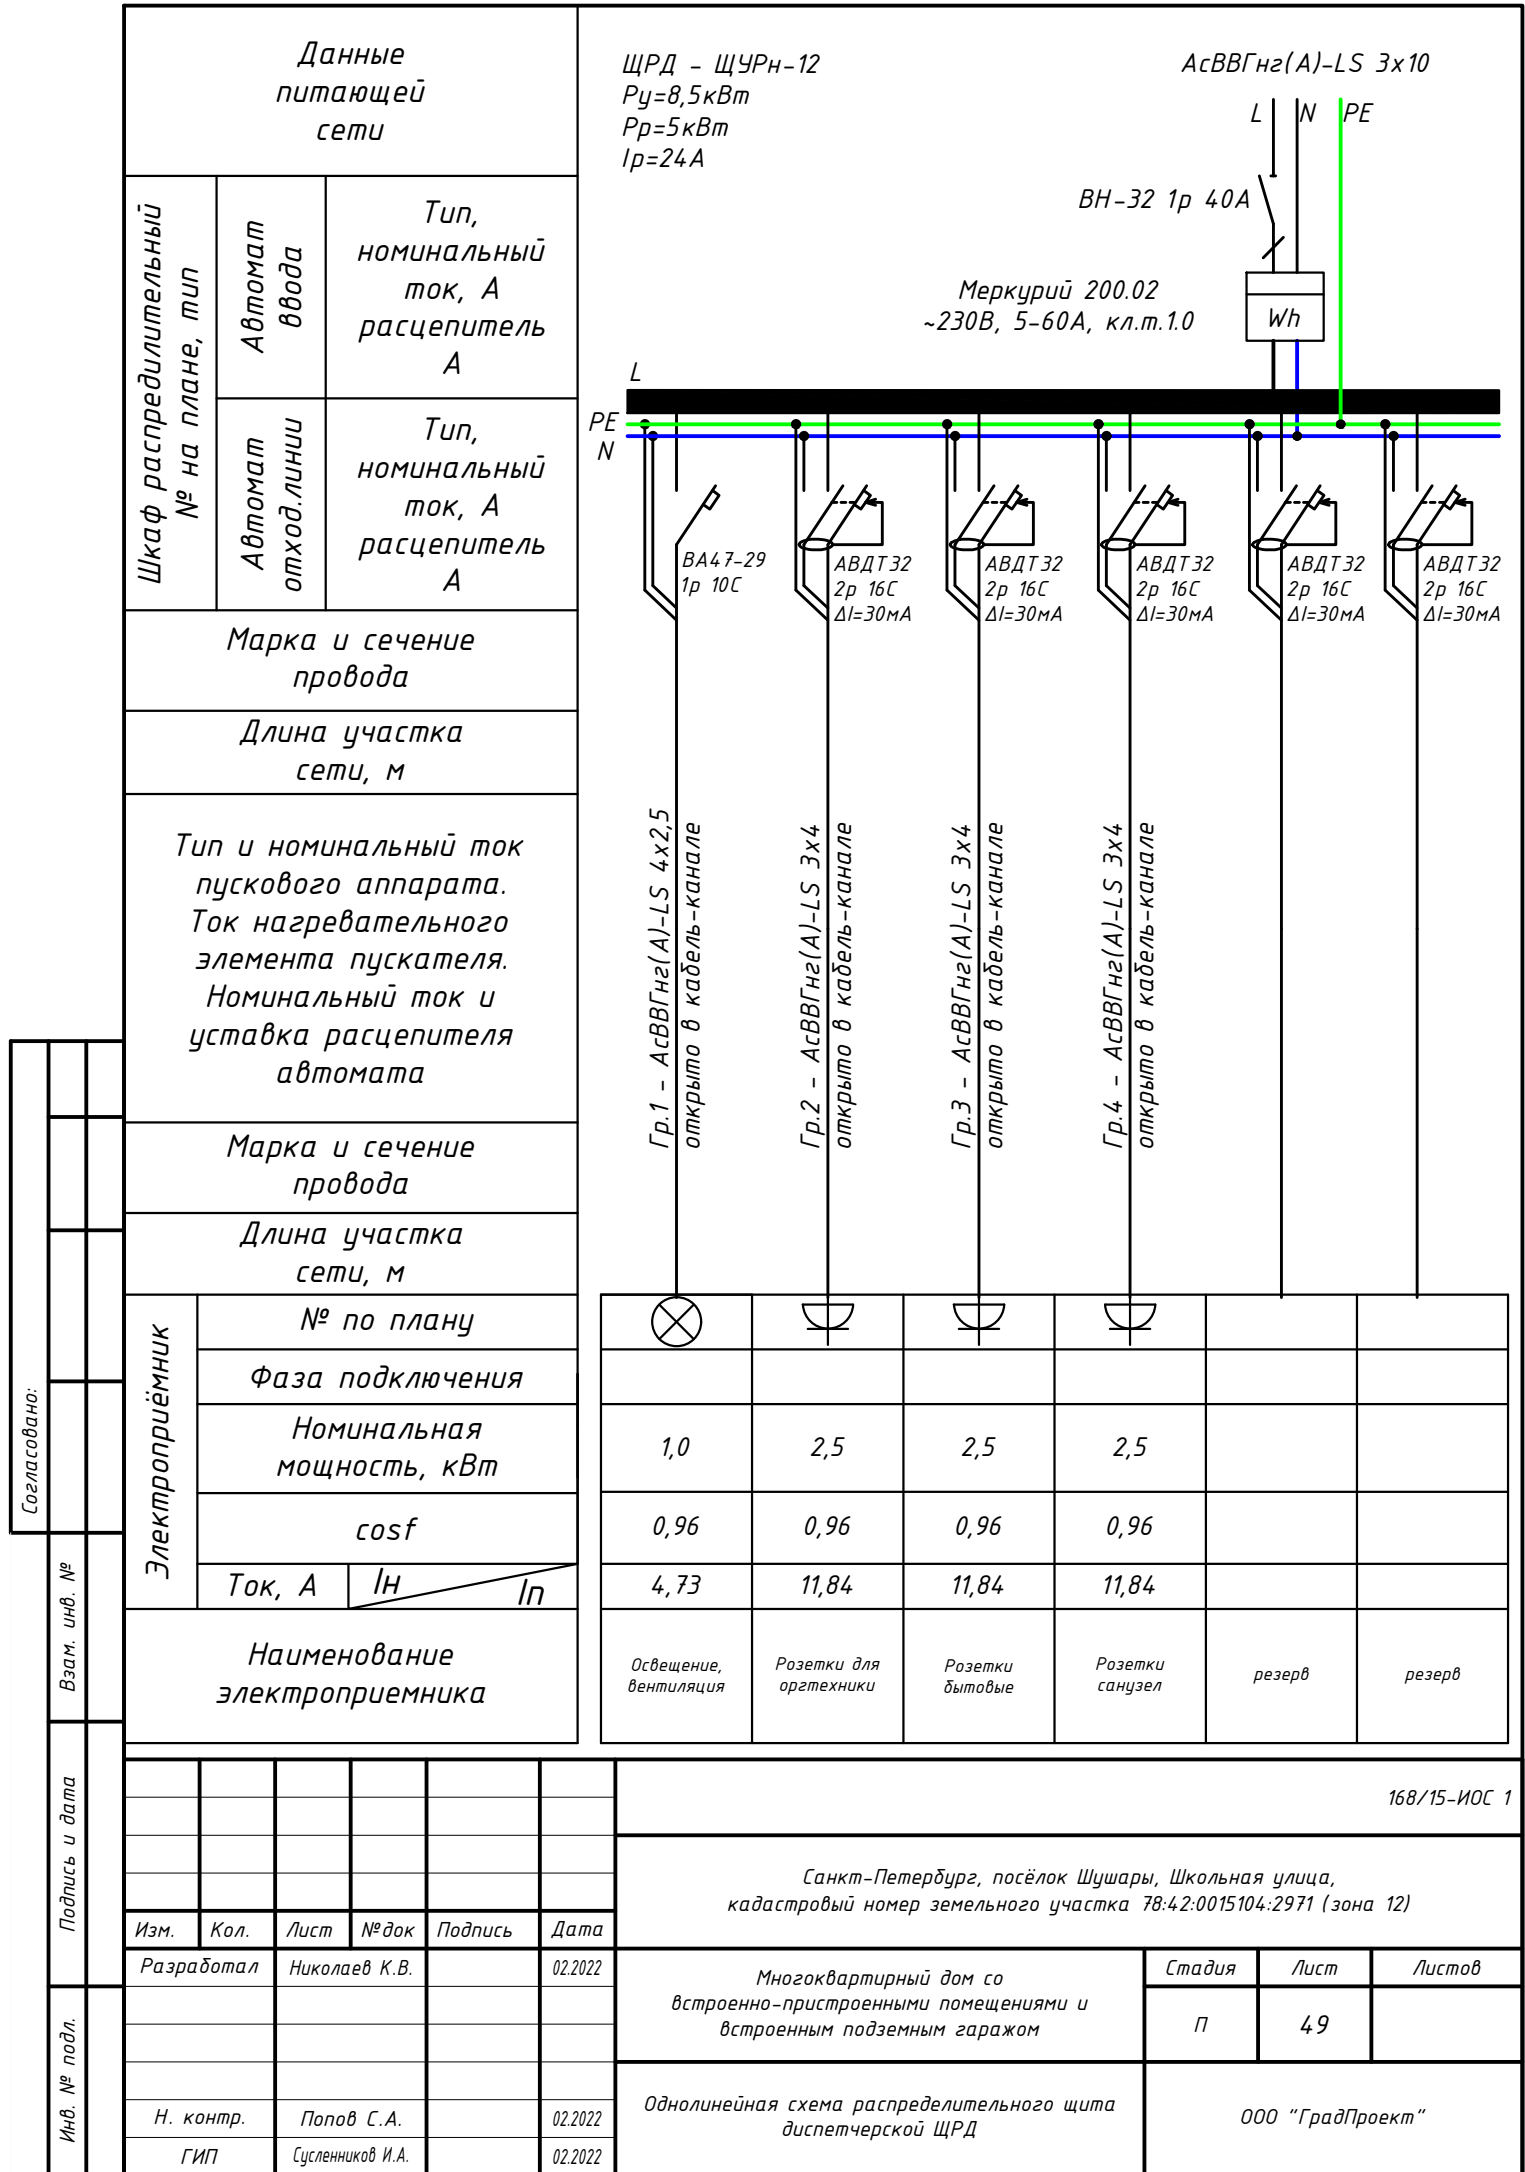 Данные
питающей
сети
ЩРД - ЩУРн-12
Ру=8,5кВт
Рр=5кВт
Iр=24А
АсВВГнг(А)-LS 3х10
L
N
PE
ВН-32 1р 40А
Меркурий 200.02
~230В, 5-60А, кл.т.1.0
Wh
Шкаф распредилительный
№ на плане, тип
Автомат
ввода
Тип,
номинальный
ток, А
расцепитель
А
Автомат
отход.линии
Тип,
номинальный
ток, А
расцепитель
А
L
PE
N
ВА47-29
1р 10С
АВДТ32
2р 16С
ΔI=30мА
АВДТ32
2р 16С
ΔI=30мА
АВДТ32
2р 16С
ΔI=30мА
АВДТ32
2р 16С
ΔI=30мА
АВДТ32
2р 16С
ΔI=30мА
Марка и сечение
провода
Длина участка
сети, м
Тип и номинальный ток
пускового аппарата.
Ток нагревательного
элемента пускателя.
Номинальный ток и
уставка расцепителя
автомата
Гр.1 - АсВВГнг(А)-LS 4х2,5
открыто в кабель-канале
Гр.2 - АсВВГнг(А)-LS 3х4
открыто в кабель-канале
Гр.3 - АсВВГнг(А)-LS 3х4
открыто в кабель-канале
Гр.4 - АсВВГнг(А)-LS 3х4
открыто в кабель-канале
Марка и сечение
провода
Длина участка
сети, м
Электроприёмник
№ по плану
Фаза подключения
Номинальная
мощность, кВт
1,0
2,5
2,5
2,5
cosf
0,96
0,96
0,96
0,96
Ток, А
Iн
Iп
4,73
11,84
11,84
11,84
Наименование
электроприемника
Освещение,
вентиляция
Розетки для
оргтехники
Розетки
бытовые
Розетки
санузел
резерв
резерв
Согласовано:
Взам. инв. №
Подпись и дата
Инв. № подл.
168/15-ИОС 1
Санкт-Петербург, посёлок Шушары, Школьная улица,
кадастровый номер земельного участка 78:42:0015104:2971 (зона 12)
Изм.
Кол.
Лист
№док
Подпись
Дата
Разработал
Николаев К.В.
02.2022
Многоквартирный дом со
встроенно-пристроенными помещениями и
встроенным подземным гаражом
Стадия
Лист
Листов
П
49
Н. контр.
Попов С.А.
02.2022
ГИП
Сусленников И.А.
02.2022
Однолинейная схема распределительного щита
диспетчерской ЩРД
ООО "ГрадПроект"